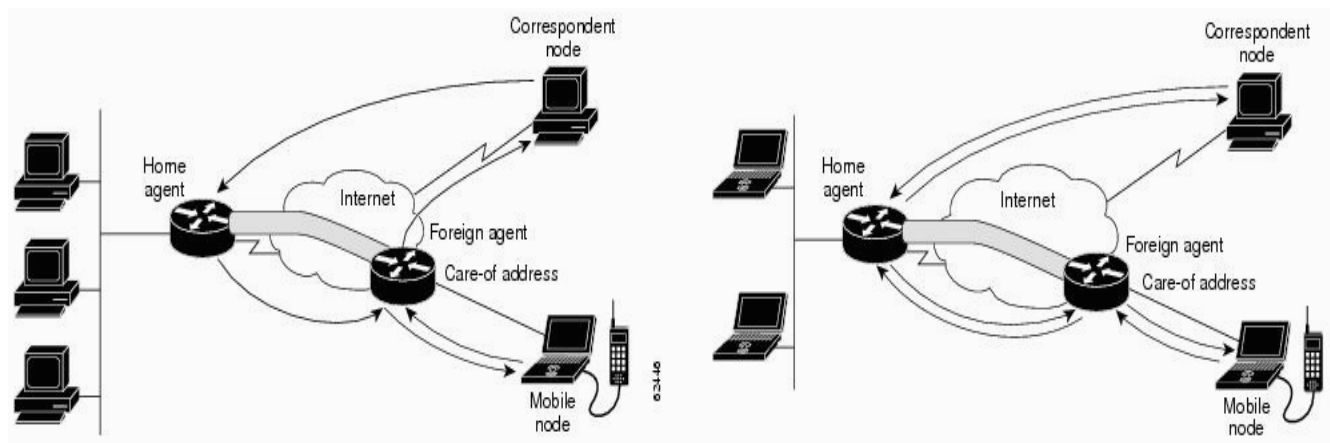 Correspondent
node
Home
agent
Internet
Foreign agent
Care-of address
Mobile
node
Correspondent
node
Home
agent
Internet
Foreign agent
Care-of address
Mobile
node